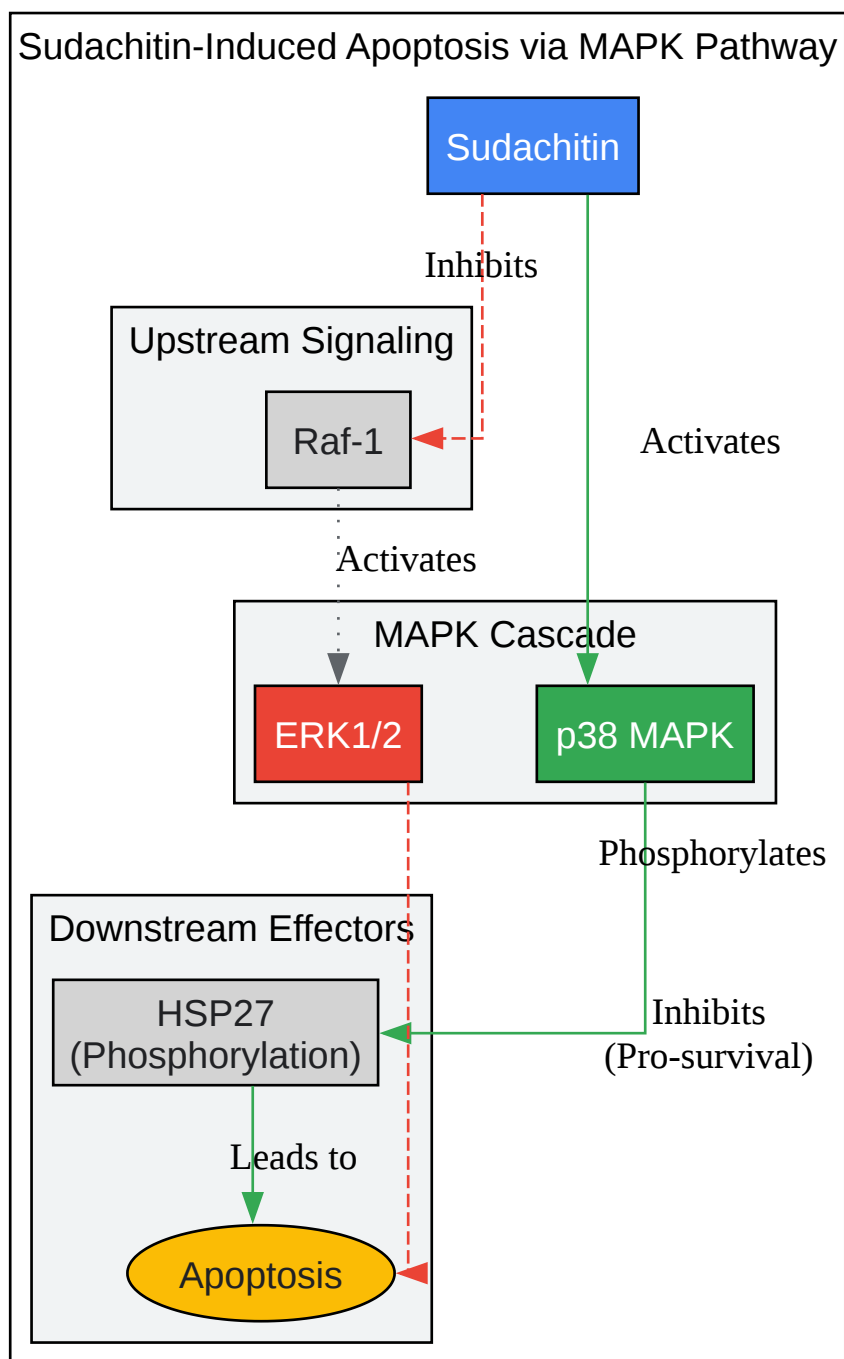 Sudachitin-Induced Apoptosis via MAPK Pathway
Sudachitin
Inhibits
Upstream Signaling
Raf-1
Activates
Activates
MAPK Cascade
ERK1/2
p38 MAPK
Phosphorylates
Downstream Effectors
HSP27
(Phosphorylation)
Inhibits
(Pro-survival)
Leads to
Apoptosis